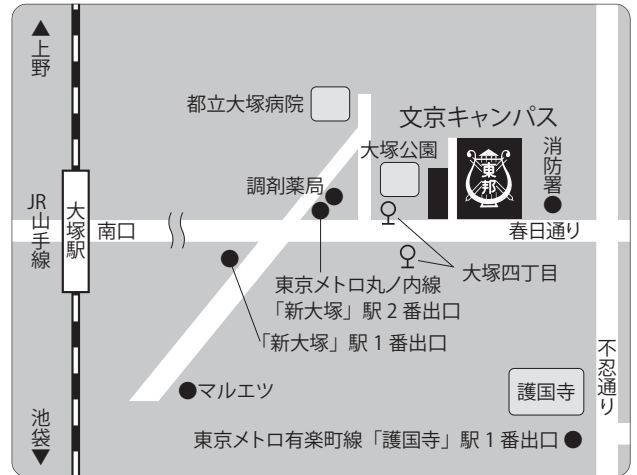 ▲上野
都立大塚病院
文京キャンパス
大塚公園
消防署
東邦
調剤薬局
JR山手線
大塚駅
南口
春日通り
大塚四丁目
東京メトロ丸ノ内線
「新大塚」駅2番出口
「新大塚」駅1番出口
不忍通り
マルエツ
護国寺
池袋▼
東京メトロ有楽町線「護国寺」駅1番出口